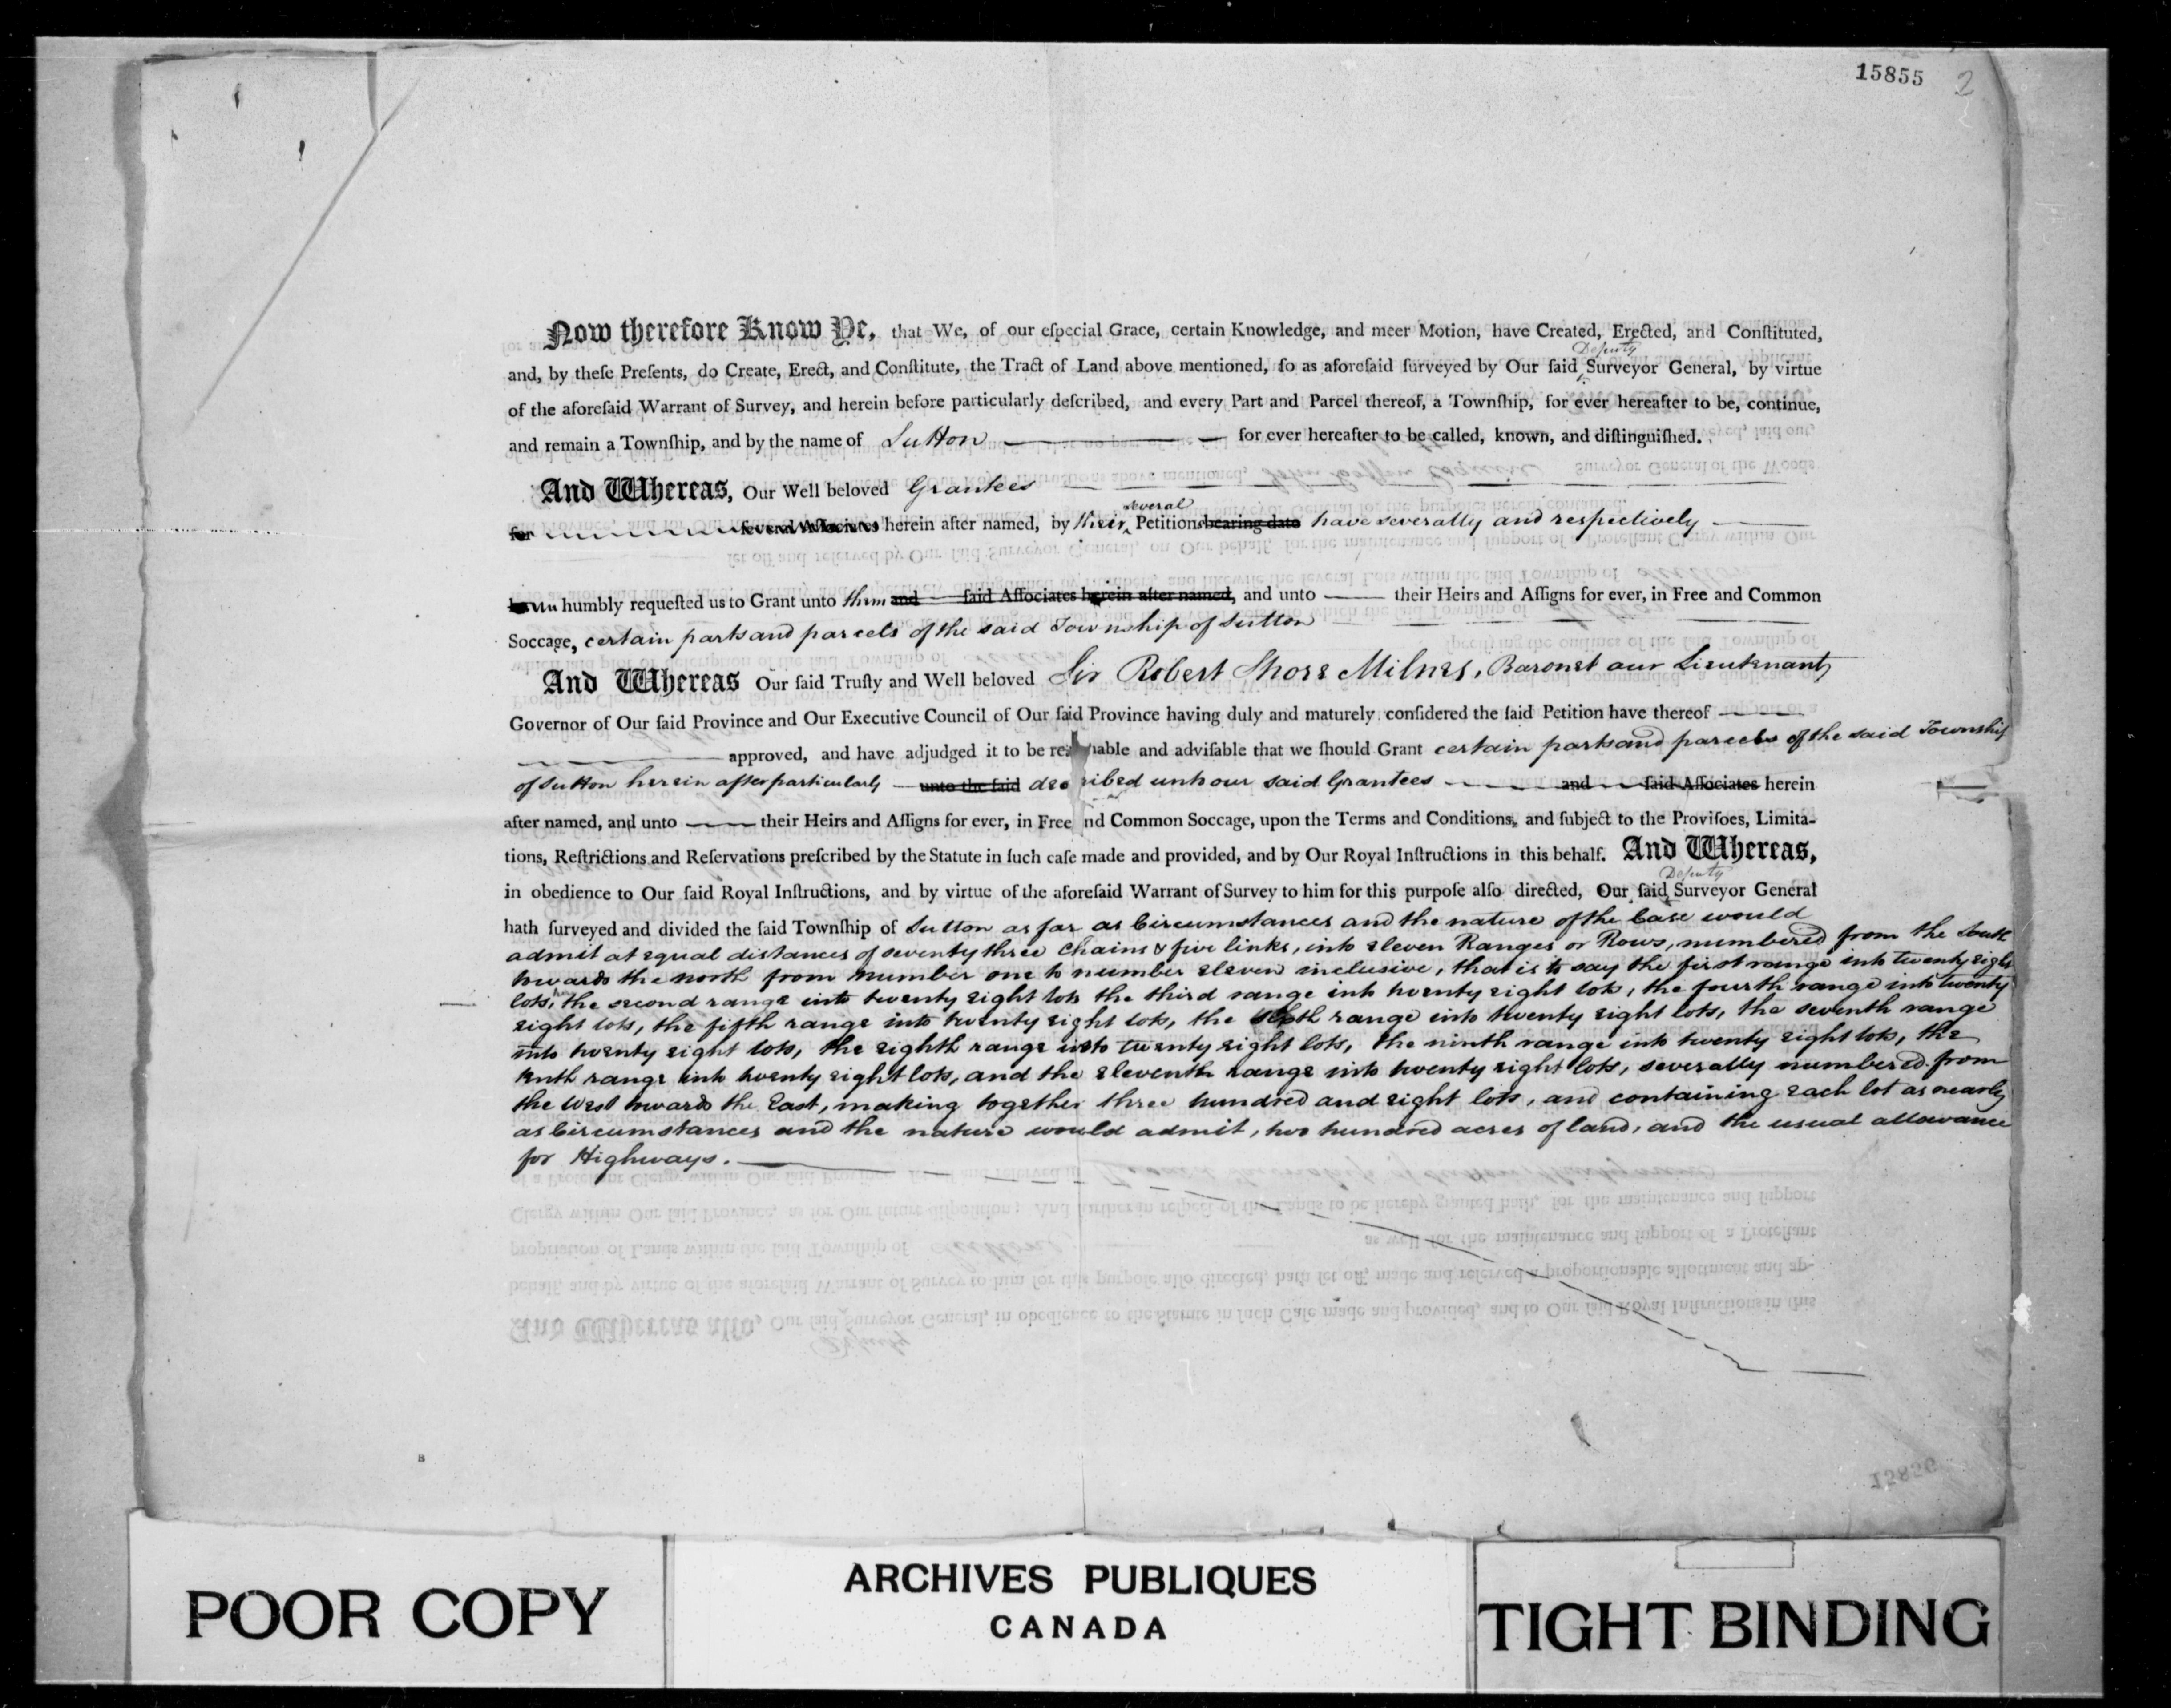 15855 2
Now therefore Know Ye, that We, of our eſpecial Grace, certain Knowledge, and meer Motion, have Created, Erected, and Conſtituted,
Deputy
and, by theſe Preſents, do Create, Erect, and Conſtitute, the Tract of Land above mentioned, ſo as aforeſaid ſurveyed by Our ſaid Surveyor General, by virtue
of the aforeſaid Warrant of Survey, and herein before particularly deſcribed, and every Part and Parcel thereof, a Townſhip, for ever hereafter to be, continue,
and remain a Townſhip, and by the name of Sutton for ever hereafter to be called, known, and diſtinguiſhed.
And Whereas, Our Well beloved Grantees
several
for ſeveral Aſſociates herein after named, by their Petitions bearing date have severally and respectively
humbly requeſted us to Grant unto them and ſaid Aſſociates herein after named, and unto their Heirs and Aſſigns for ever, in Free and Common
Soccage, certain parts and parcels of the said Township of Sutton
And Whereas Our ſaid Truſty and Well beloved Sir Robert Shore Milnes, Baronet our Lieutenant
Governor of Our ſaid Province and Our Executive Council of Our ſaid Province having duly and maturely conſidered the ſaid Petition have thereof
approved, and have adjudged it to be rea nable and adviſable that we ſhould Grant certain parts and parcels of the said Township
of Sutton herein after particularly unto the ſaid des ribed unto our said Grantees and ſaid Aſſociates herein
after named, and unto their Heirs and Aſſigns for ever, in Free nd Common Soccage, upon the Terms and Conditions, and ſubject to the Proviſoes, Limita-
tions, Reſtrictions and Reſervations preſcribed by the Statute in ſuch caſe made and provided, and by Our Royal Inſtructions in this behalf. And Whereas,
Deputy
in obedience to Our ſaid Royal Inſtructions, and by virtue of the aforeſaid Warrant of Survey to him for this purpoſe alſo directed, Our ſaid Surveyor General
hath ſurveyed and divided the ſaid Townſhip of Sutton as far as Circumstances and the nature of the Case would
admit at equal distances of seventy three Chains & five links, into eleven Ranges or Rows, numbered from the South
towards the north from number one to number eleven inclusive, that is to say the first range into twenty eight
lots, the second range into twenty eight lots the third range into twenty eight lots, the fourth range into twenty
eight lots, the fifth range into twenty eight lots, the sixth range into twenty eight lots, the seventh range
into twenty eight lots, the eighth range into twenty eight lots, the ninth range into twenty eight lots, the
tenth range into twenty eight lots, and the eleventh range into twenty eight lots, severally numbered from
the West towards the East, making together three hundred and eight lots, and containing each lot as nearly
as Circumstances and the nature would admit, two hundred acres of land, and the usual allowance
for Highways.
B
15856
POOR COPY
ARCHIVES PUBLIQUES
CANADA
TIGHT BINDING